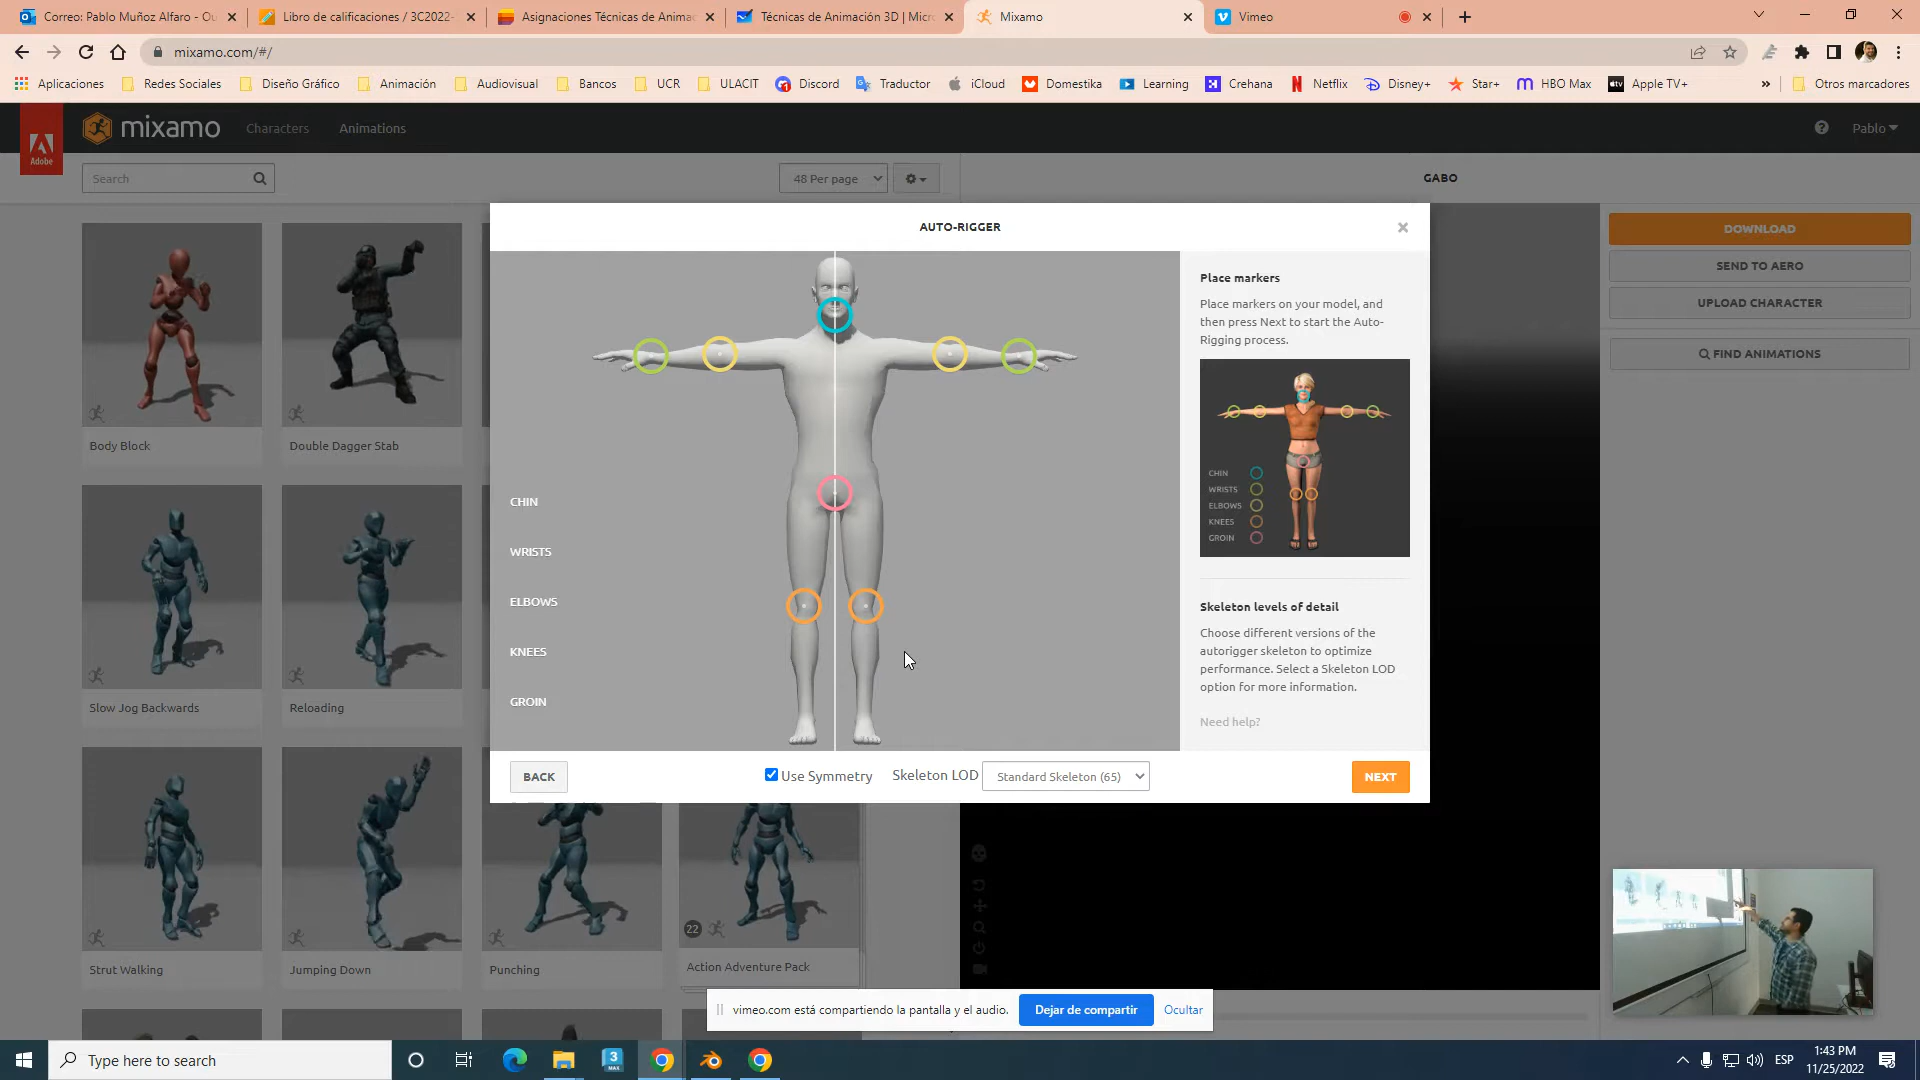 Correo: Pablo Muñoz Alfaro - Ou
Libro de calificaciones / 3C2022-
Asignaciones Técnicas de Anima
Técnicas de Animación 3D | Micr
Mixamo
Vimeo
mixamo.com/#/
Aplicaciones
Redes Sociales
Diseño Gráfico
Animación
Audiovisual
Bancos
UCR
ULACIT
Discord
Traductor
iCloud
Domestika
Learning
Crehana
Netflix
Disney+
Star+
HBO Max
Apple TV+
»
Otros marcadores
Adobe
mixamo
Characters
Animations
Pablo
Search
48 Per page
GABO
AUTO-RIGGER
DOWNLOAD
SEND TO AERO
UPLOAD CHARACTER
FIND ANIMATIONS
Place markers
Place markers on your model, and
then press Next to start the Auto-
Rigging process.
CHIN
WRISTS
ELBOWS
KNEES
GROIN
CHIN
WRISTS
ELBOWS
KNEES
GROIN
Skeleton levels of detail
Choose different versions of the
autorigger skeleton to optimize
performance. Select a Skeleton LOD
option for more information.
Need help?
BACK
Use Symmetry
Skeleton LOD
Standard Skeleton (65)
NEXT
Body Block
Double Dagger Stab
Slow Jog Backwards
Reloading
Strut Walking
Jumping Down
Punching
22
Action Adventure Pack
vimeo.com está compartiendo la pantalla y el audio.
Dejar de compartir
Ocultar
Type here to search
3
MAX
ESP
1:43 PM
11/25/2022